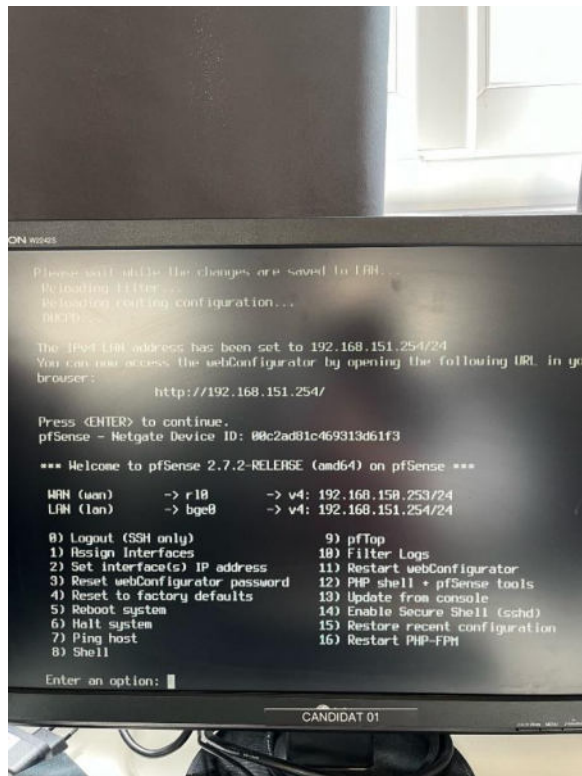 ON W2242S
Please wait while the changes are saved to LAN...
Reloading filter...
Reloading routing configuration...
DHCPD...
The IPv4 LAN address has been set to 192.168.151.254/24
You can now access the webConfigurator by opening the following URL in yo
browser:
http://192.168.151.254/
Press <ENTER> to continue.
pfSense - Netgate Device ID: 00c2ad81c469313d61f3
*** Welcome to pfSense 2.7.2-RELEASE (amd64) on pfSense ***
WAN (wan) -> rl0 -> v4: 192.168.150.253/24
LAN (lan) -> bge0 -> v4: 192.168.151.254/24
0) Logout (SSH only) 9) pfTop
1) Assign Interfaces 10) Filter Logs
2) Set interface(s) IP address 11) Restart webConfigurator
3) Reset webConfigurator password 12) PHP shell + pfSense tools
4) Reset to factory defaults 13) Update from console
5) Reboot system 14) Enable Secure Shell (sshd)
6) Halt system 15) Restore recent configuration
7) Ping host 16) Restart PHP-FPM
8) Shell
Enter an option:
CANDIDAT 01